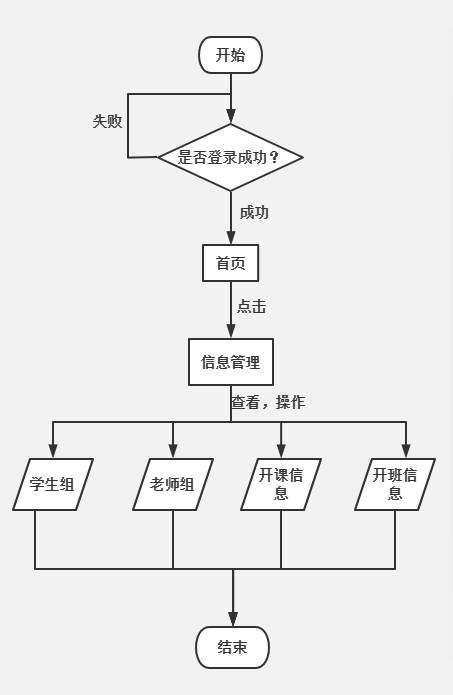 开始
失败
是否登录成功？
成功
首页
点击
信息管理
查看，操作
学生组
老师组
开课信
息
开班信
息
结束